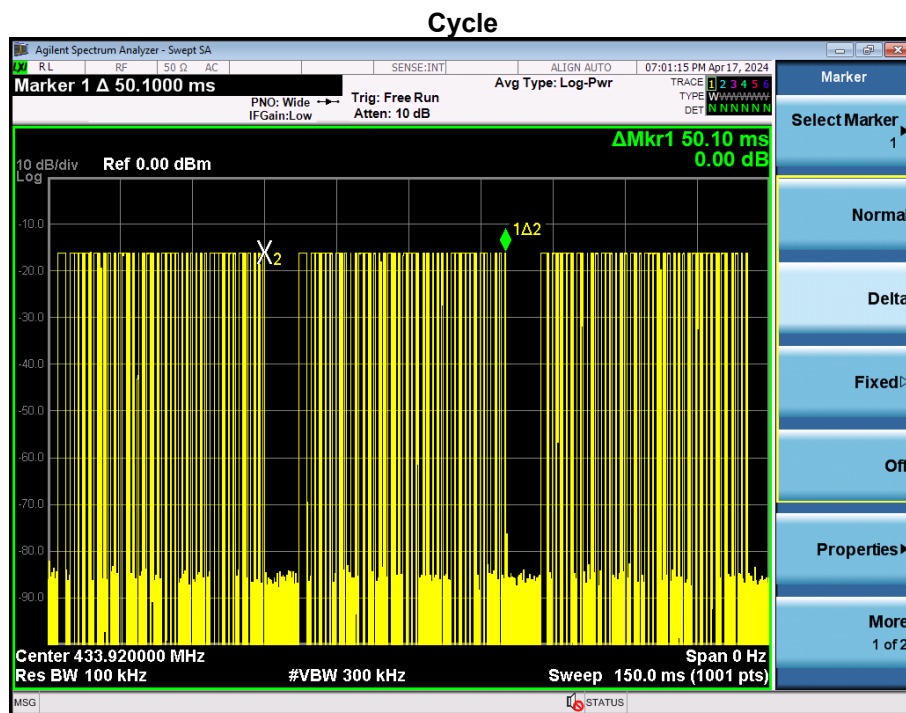 Cycle
Agilent Spectrum Analyzer - Swept SA
LXI RL RF 50 Ω AC SENSE:INT ALIGN AUTO 07:01:15 PM Apr 17, 2024
Marker 1 Δ 50.1000 ms
PNO: Wide
IFGain:Low
Trig: Free Run
Atten: 10 dB
Avg Type: Log-Pwr
TRACE 1 2 3 4 5 6
TYPE WWWWWW
DET N N N N N N
ΔMkr1 50.10 ms
0.00 dB
10 dB/div Ref 0.00 dBm
Log
-10.0
-20.0
-30.0
-40.0
-50.0
-60.0
-70.0
-80.0
-90.0
X2
1Δ2
Center 433.920000 MHz Span 0 Hz
Res BW 100 kHz #VBW 300 kHz Sweep 150.0 ms (1001 pts)
MSG STATUS
Marker
Select Marker
1
Normal
Delta
Fixed
Off
Properties
More
1 of 2